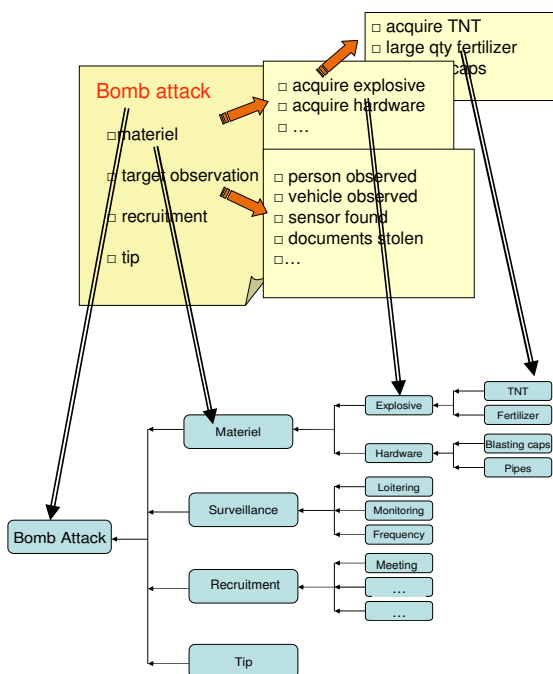 □ acquire TNT
□ large qty fertilizer
caps
Bomb attack
□materiel
□ target observation
□ recruitment
□ tip
□ acquire explosive
□ acquire hardware
□ …
□ person observed
□ vehicle observed
□ sensor found
□ documents stolen
□…
Bomb Attack
Materiel
Surveillance
Recruitment
Tip
Explosive
Hardware
Loitering
Monitoring
Frequency
Meeting
…
…
TNT
Fertilizer
Blasting caps
Pipes